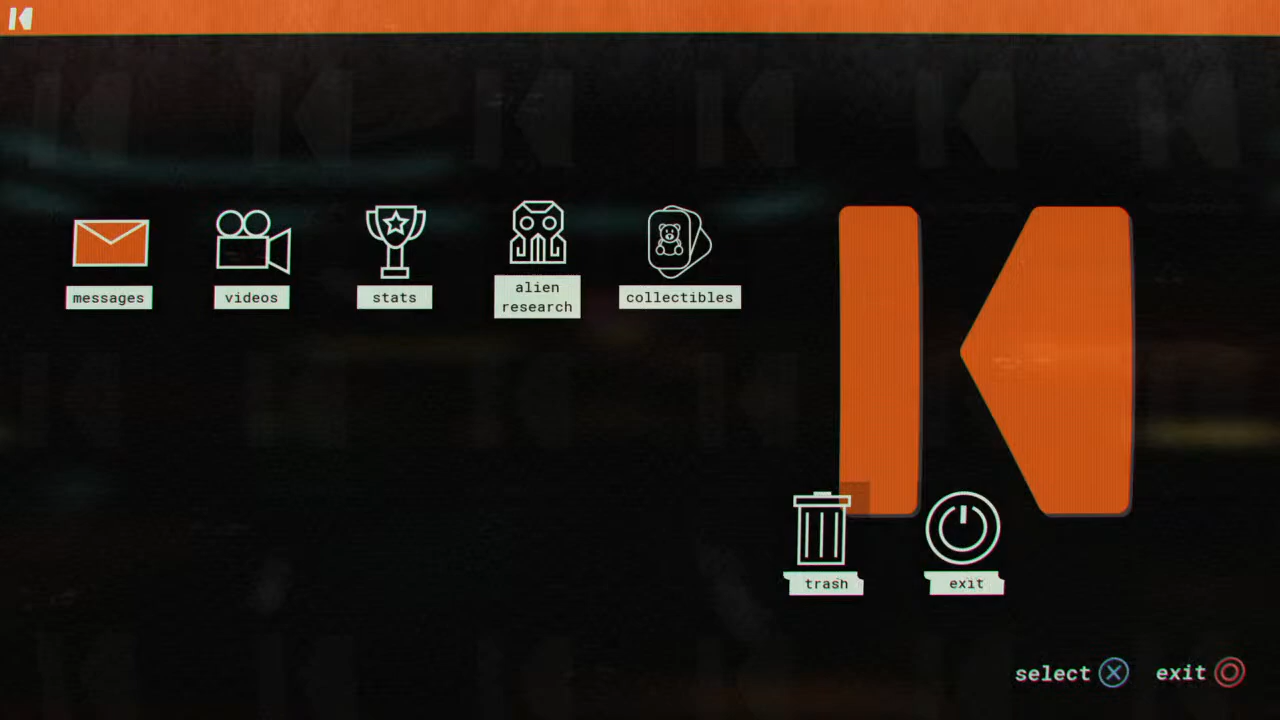 messages
videos
stats
alien
research
collectibles
trash
exit
select
exit